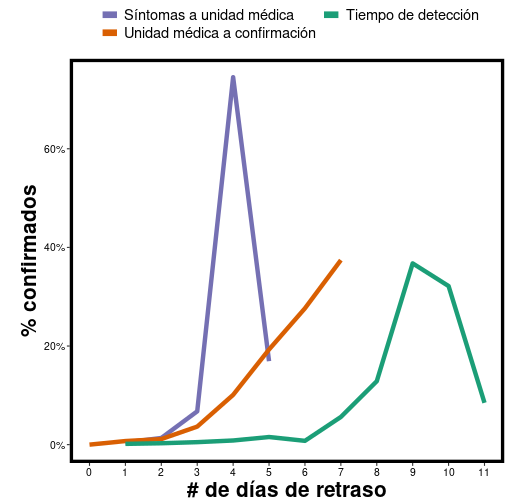 Síntomas a unidad médica
Tiempo de detección
Unidad médica a confirmación
% confirmados
60%
40%
20%
0%
0 1 2 3 4 5 6 7 8 9 10 11
# de días de retraso